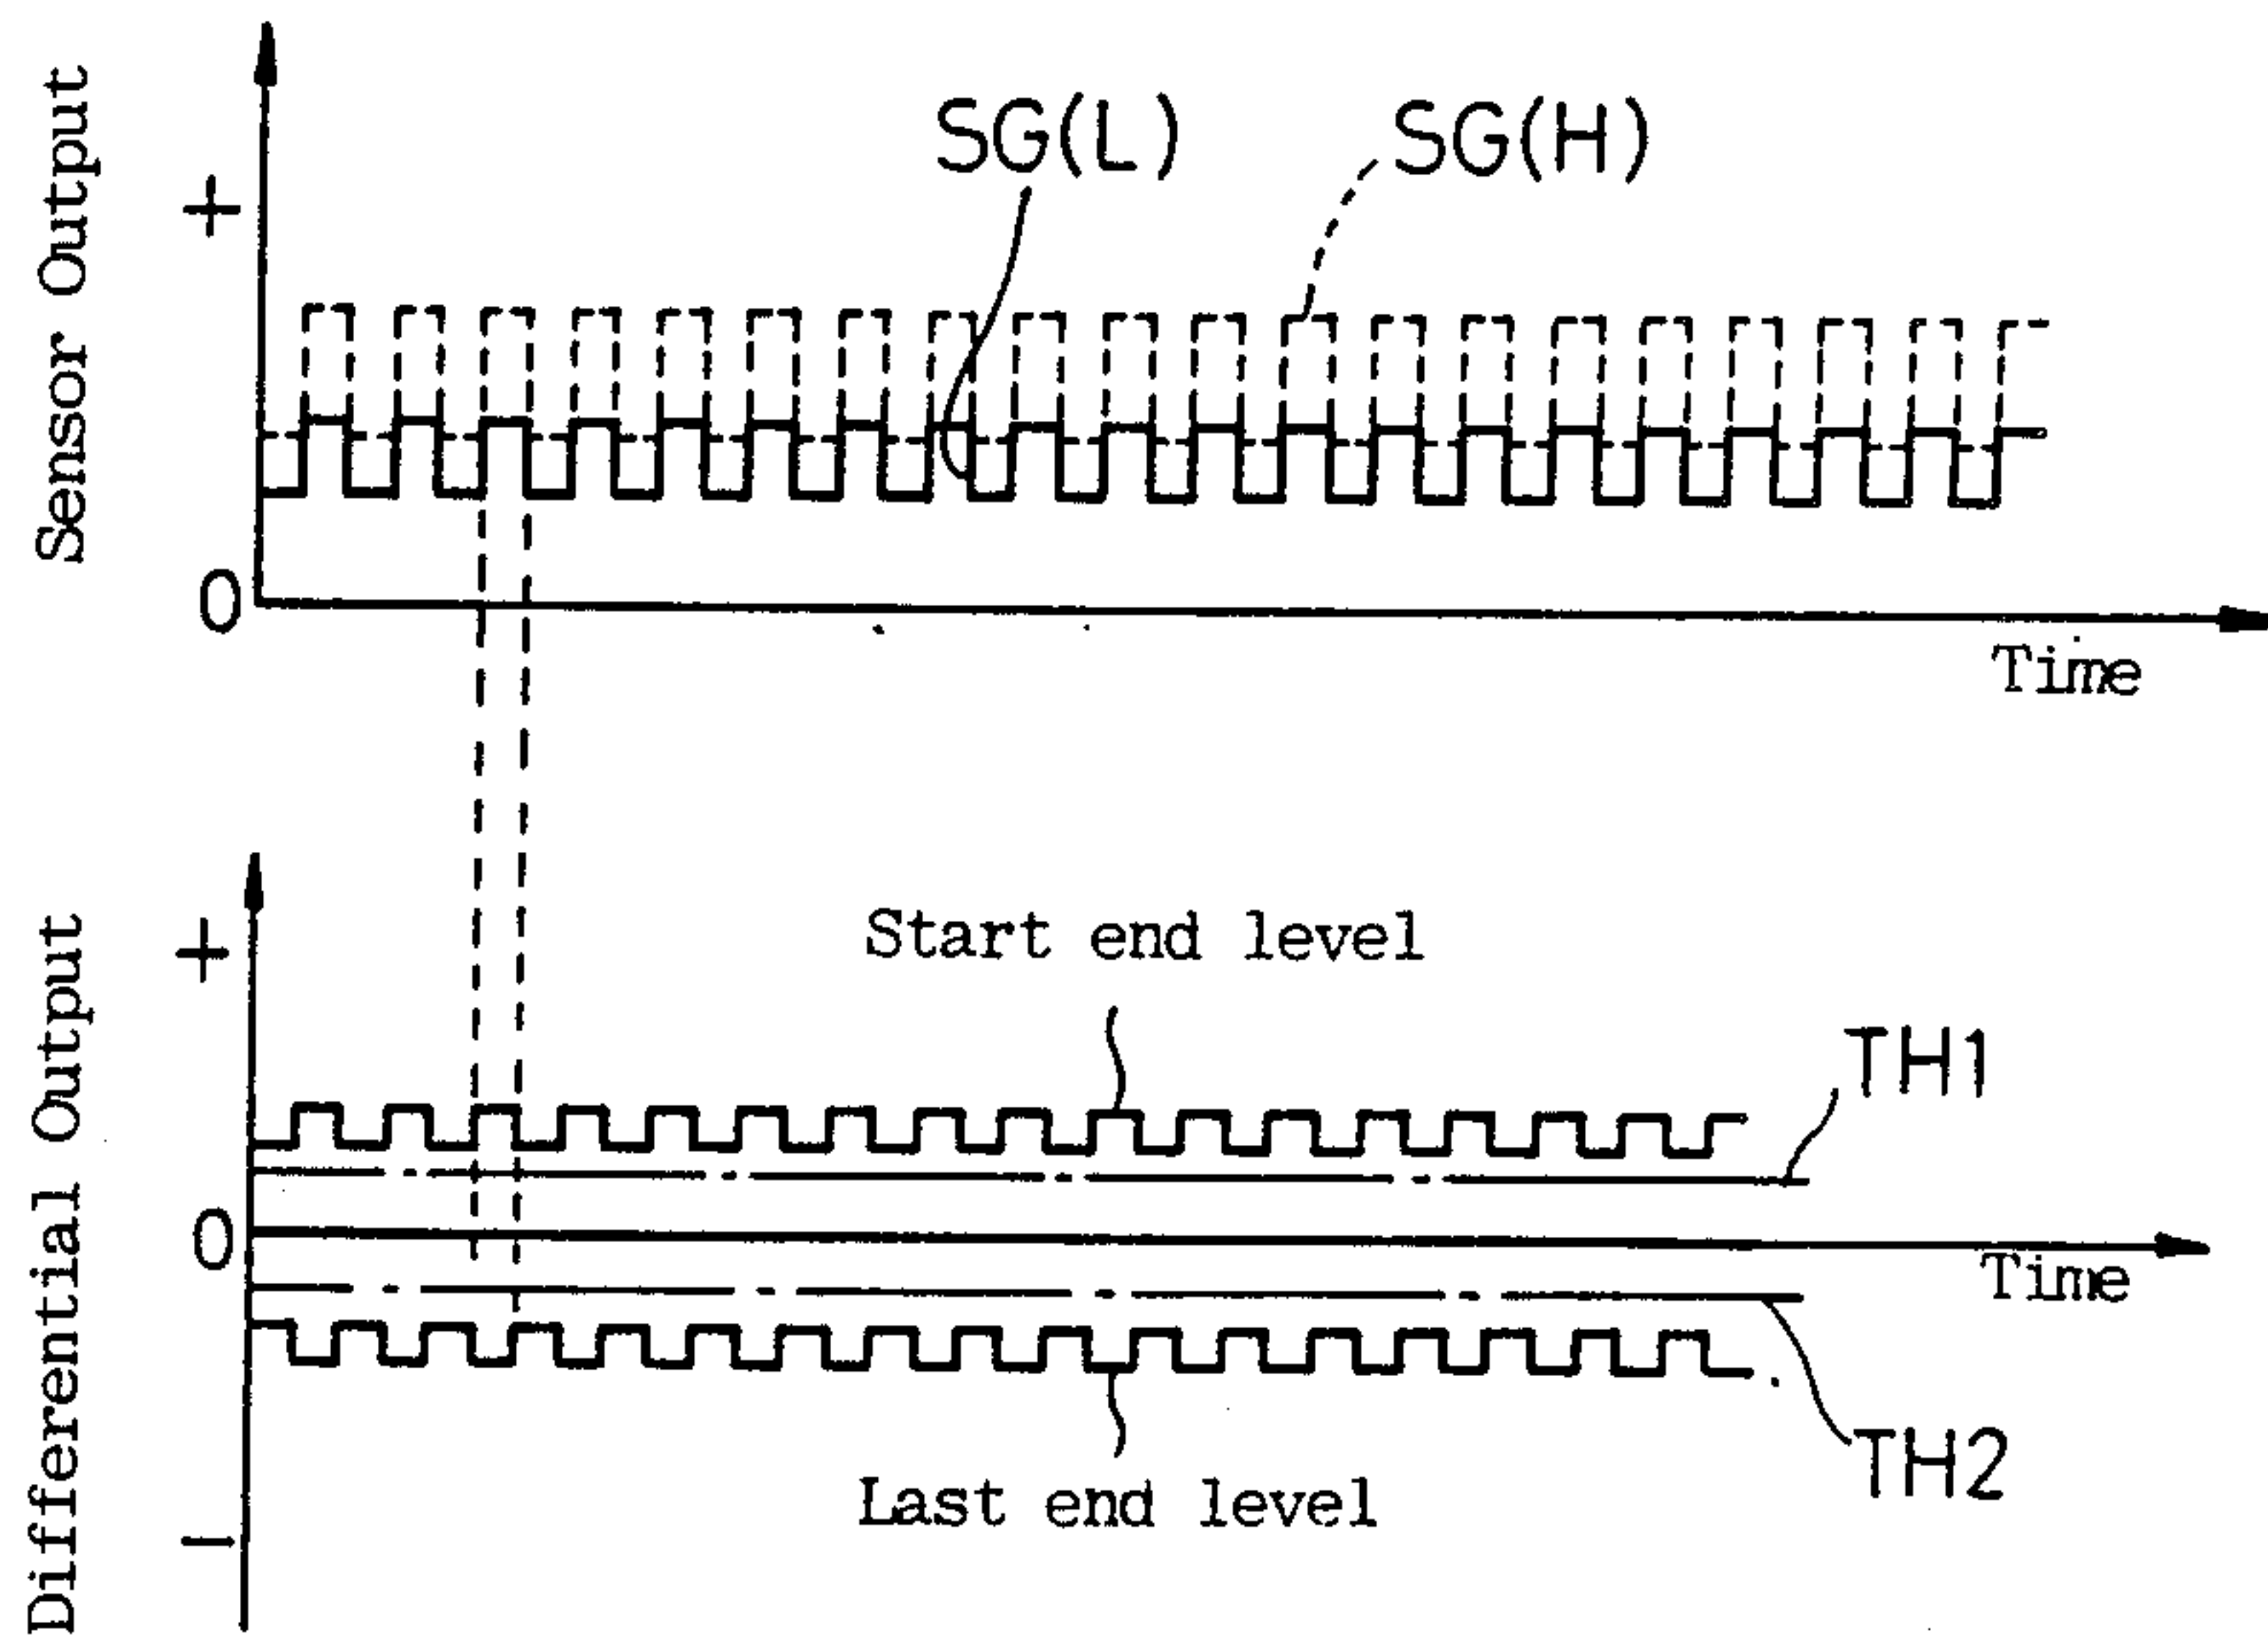 Sensor Output
+
SG(L)
SG(H)
0
Time
Differential Output
+
Start end level
TH1
0
Time
TH2
Last end level
−